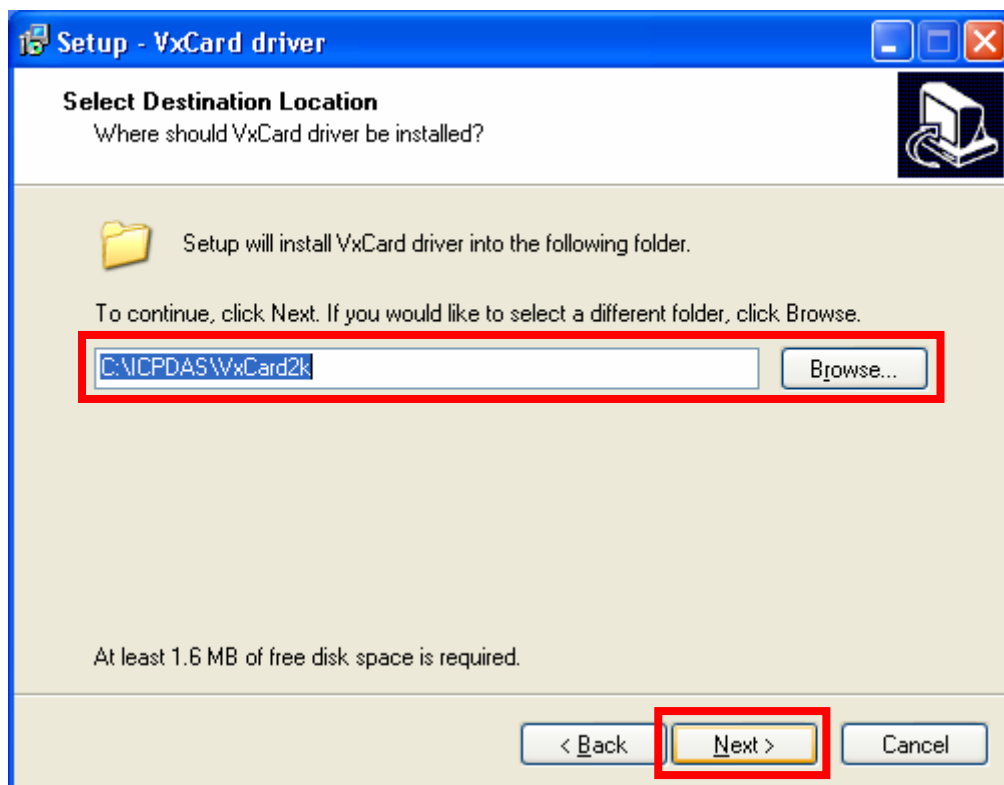 Setup - VxCard driver
Select Destination Location
Where should VxCard driver be installed?
Setup will install VxCard driver into the following folder.
To continue, click Next. If you would like to select a different folder, click Browse.
C:\ICPDAS\VxCard2k
Browse...
At least 1.6 MB of free disk space is required.
< Back Next > Cancel